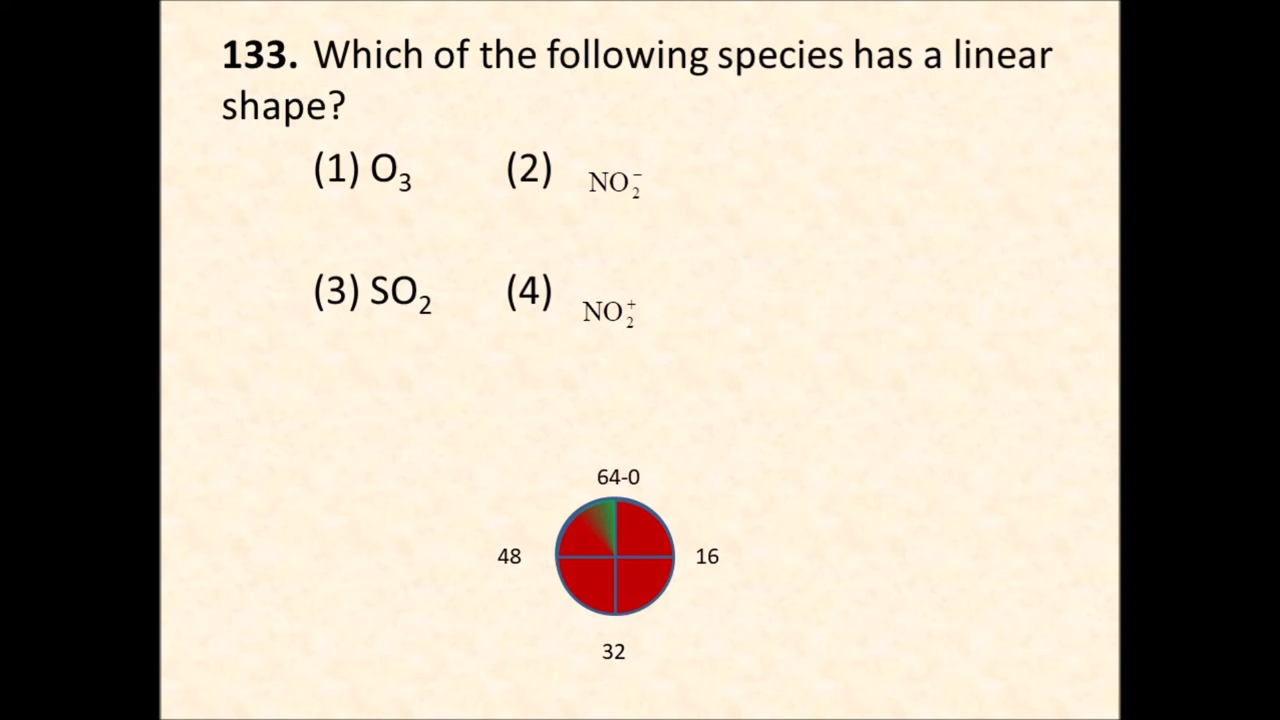 133. Which of the following species has a linear
shape?
(1) O₃ (2) NO₂⁻
(3) SO₂ (4) NO₂⁺
64-0
48 16
32